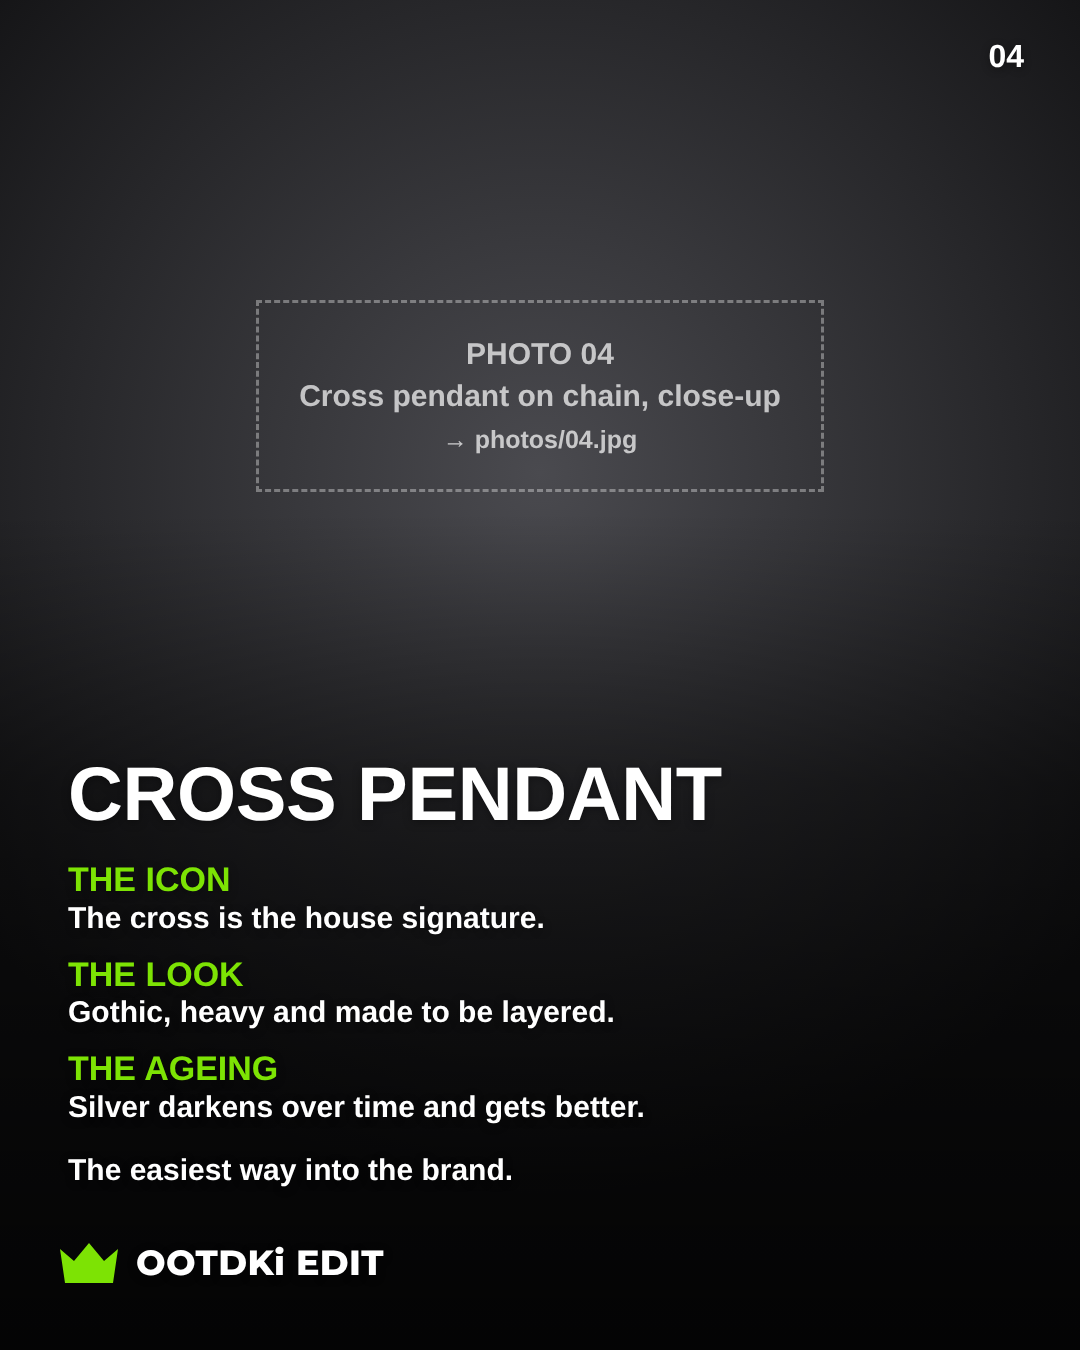 04
PHOTO 04
Cross pendant on chain, close-up
→ photos/04.jpg
CROSS PENDANT
THE ICON
The cross is the house signature.
THE LOOK
Gothic, heavy and made to be layered.
THE AGEING
Silver darkens over time and gets better.
The easiest way into the brand.
OOTDKi EDIT